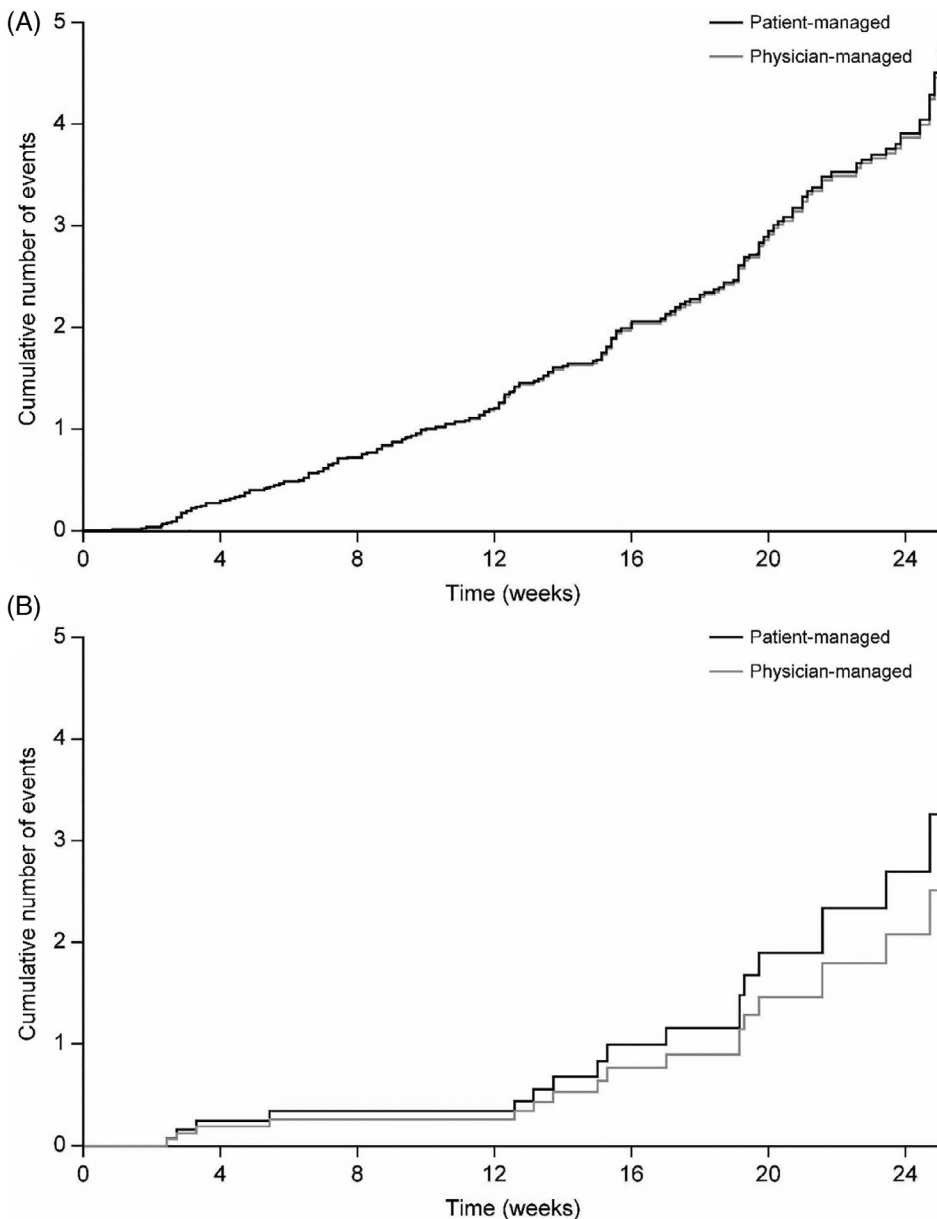 (A)
5
4
3
2
1
0
Cumulative number of events
Patient-managed
Physician-managed
0 4 8 12 16 20 24
Time (weeks)
(B)
5
4
3
2
1
0
Cumulative number of events
Patient-managed
Physician-managed
0 4 8 12 16 20 24
Time (weeks)